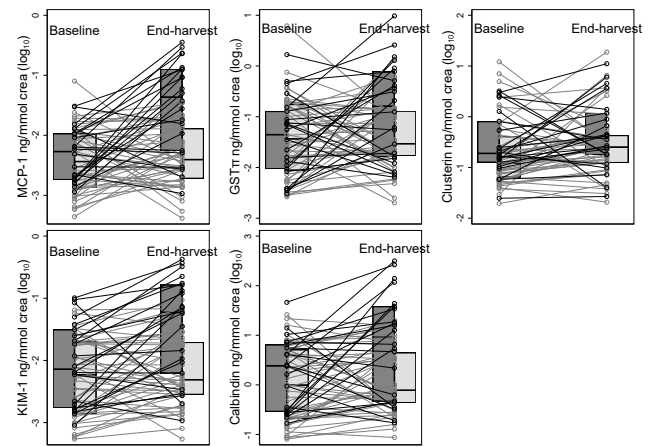 MCP-1 ng/mmol crea (log10)
0
-1
-2
-3
Baseline
End-harvest
GSTπ ng/mmol crea (log10)
1
0
-1
-2
-3
Baseline
End-harvest
Clusterin ng/mmol crea (log10)
2
1
0
-1
-2
Baseline
End-harvest
KIM-1 ng/mmol crea (log10)
0
-1
-2
-3
Baseline
End-harvest
Calbindin ng/mmol crea (log10)
3
2
1
0
-1
Baseline
End-harvest